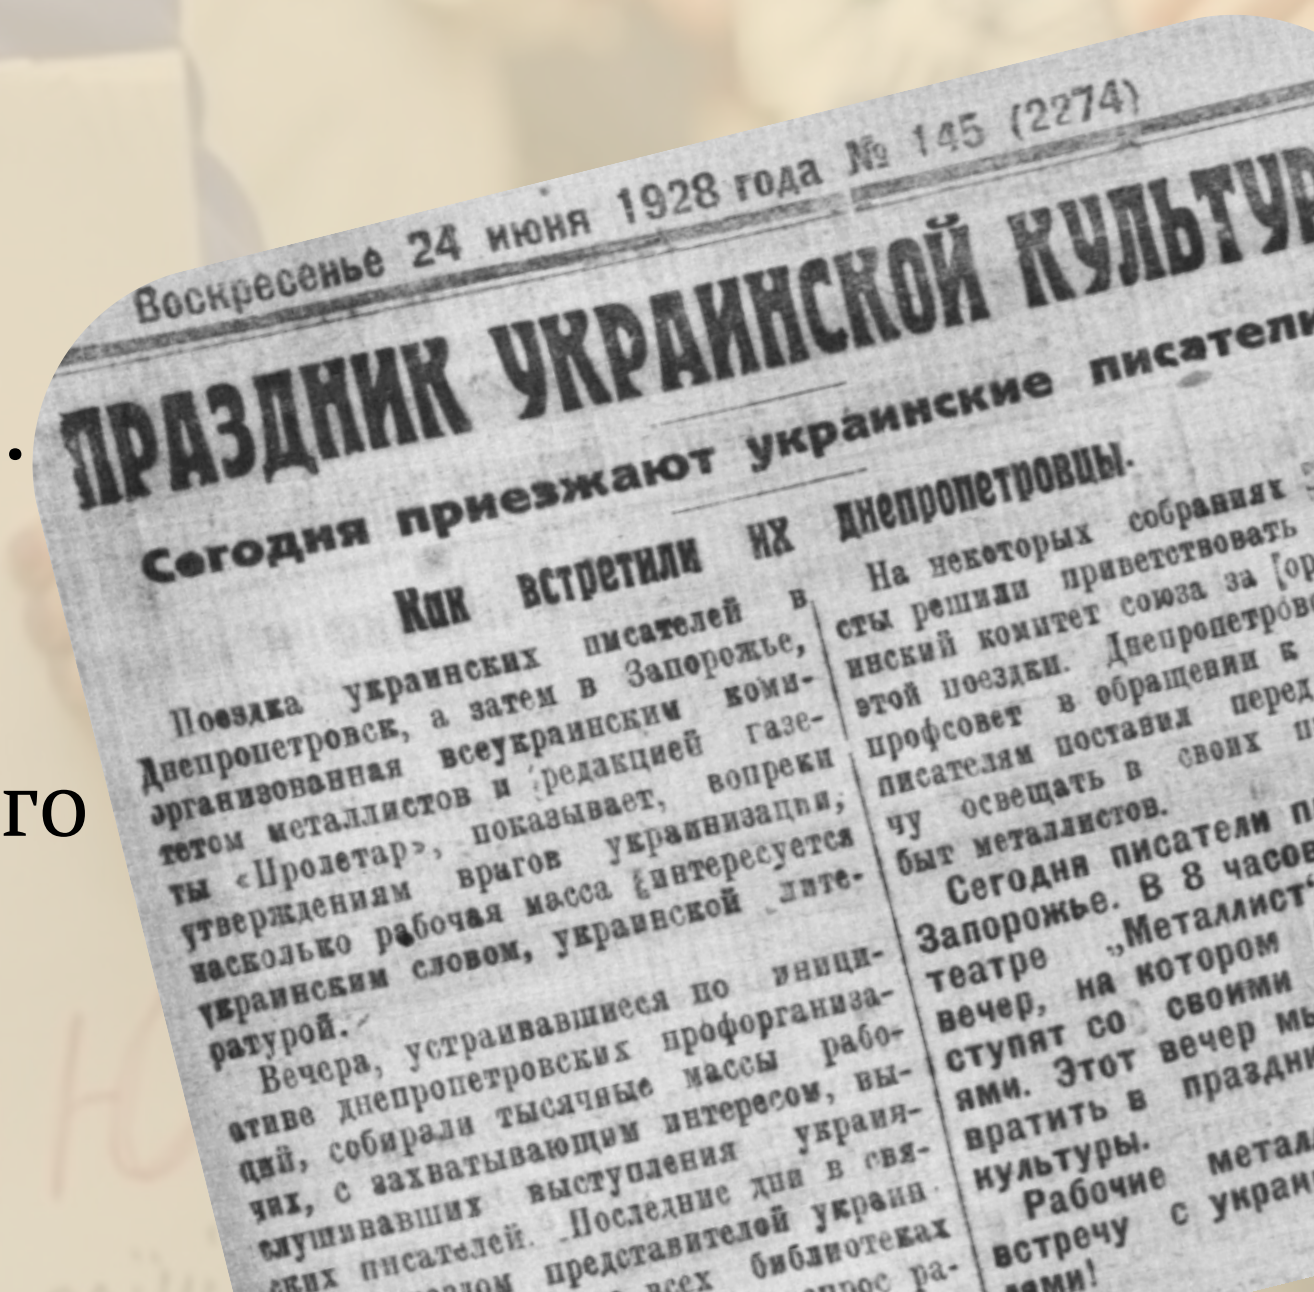 Воскресенье 24 июня 1928 года № 145 (2274)
ПРАЗДНИК УКРАИНСКОЙ КУЛЬТУР
Сегодня приезжают украинские писатели
Как встретили их днепропетровцы.
Поездка украинских писателей в
Днепропетровск, а затем в Запорожье,
организованная всеукраинским коми-
тетом металлистов и редакцией газе-
ты «Пролетар», показывает, вопреки
утверждениям врагов украинизации,
насколько рабочая масса интересуется
украинским словом, украинской лите-
ратурой.
Вечера, устраивавшиеся по иници-
ативе днепропетровских профорганиза-
ций, собирали тысячные массы рабо-
чих, с захватывающим интересом, вы-
слушивавших выступления украин-
ских писателей. Последние дни в свя-
представителей украин
всех библиотеках
ра-
На некоторых собраниях
сты решили приветствовать
инский комитет союза за [ор
этой поездки. Днепропетров
профсовет в обращении к
писателям поставил перед
чу освещать в своих п
быт металлистов.
Сегодня писатели п
Запорожье. В 8 часов
театре „Металлист
вечер, на котором
ступят со своими
ями. Этот вечер мы
вратить в праздни
культуры.
Рабочие метал
встречу с украи
лями!
.
го